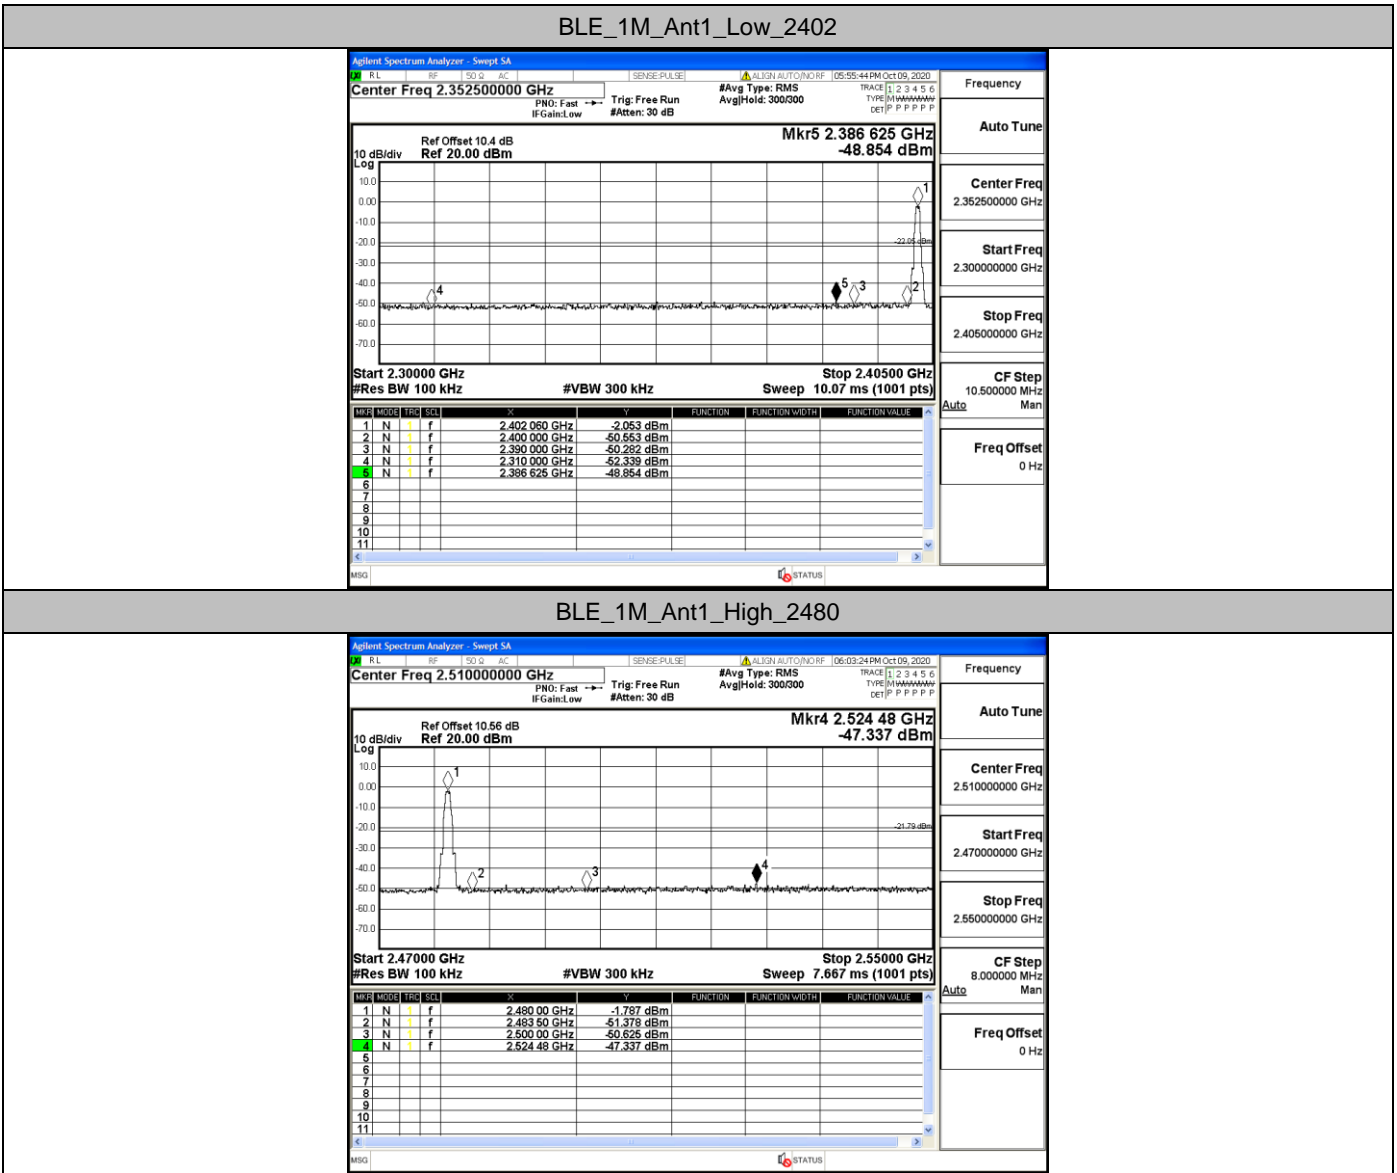 BLE_1M_Ant1_Low_2402
Agilent Spectrum Analyzer - Swept SA
LXI RL RF 50 Ω AC SENSE:PULSE ALIGN AUTO/NO RF 05:55:44 PM Oct 09, 2020
Center Freq 2.352500000 GHz #Avg Type: RMS TRACE 1 2 3 4 5 6
PNO: Fast Trig: Free Run Avg|Hold: 300/300 TYPE M
IFGain:Low #Atten: 30 dB DET P P P P P P
Frequency
Auto Tune
Center Freq
2.352500000 GHz
Start Freq
2.300000000 GHz
Stop Freq
2.405000000 GHz
CF Step
10.500000 MHz
Auto Man
Freq Offset
0 Hz
Mkr5 2.386 625 GHz
-48.854 dBm
Ref Offset 10.4 dB
10 dB/div Ref 20.00 dBm
Log
10.0
0.00
-10.0
-20.0
-30.0
-40.0
-50.0
-60.0
-70.0
1
-22.05 dBm
4
5
3
2
Start 2.30000 GHz Stop 2.40500 GHz
#Res BW 100 kHz #VBW 300 kHz Sweep 10.07 ms (1001 pts)
MKR MODE TRC SCL X Y FUNCTION FUNCTION WIDTH FUNCTION VALUE
1 N 1 f 2.402 060 GHz -2.053 dBm
2 N 1 f 2.400 000 GHz -50.553 dBm
3 N 1 f 2.390 000 GHz -50.282 dBm
4 N 1 f 2.310 000 GHz -52.339 dBm
5 N 1 f 2.386 625 GHz -48.854 dBm
6
7
8
9
10
11
MSG STATUS
BLE_1M_Ant1_High_2480
Agilent Spectrum Analyzer - Swept SA
LXI RL RF 50 Ω AC SENSE:PULSE ALIGN AUTO/NO RF 06:03:24 PM Oct 09, 2020
Center Freq 2.510000000 GHz #Avg Type: RMS TRACE 1 2 3 4 5 6
PNO: Fast Trig: Free Run Avg|Hold: 300/300 TYPE M
IFGain:Low #Atten: 30 dB DET P P P P P P
Frequency
Auto Tune
Center Freq
2.510000000 GHz
Start Freq
2.470000000 GHz
Stop Freq
2.550000000 GHz
CF Step
8.000000 MHz
Auto Man
Freq Offset
0 Hz
Mkr4 2.524 48 GHz
-47.337 dBm
Ref Offset 10.56 dB
10 dB/div Ref 20.00 dBm
Log
10.0
0.00
-10.0
-20.0
-30.0
-40.0
-50.0
-60.0
-70.0
1
-21.79 dBm
2
3
4
Start 2.47000 GHz Stop 2.55000 GHz
#Res BW 100 kHz #VBW 300 kHz Sweep 7.667 ms (1001 pts)
MKR MODE TRC SCL X Y FUNCTION FUNCTION WIDTH FUNCTION VALUE
1 N 1 f 2.480 00 GHz -1.787 dBm
2 N 1 f 2.483 50 GHz -51.378 dBm
3 N 1 f 2.500 00 GHz -50.625 dBm
4 N 1 f 2.524 48 GHz -47.337 dBm
5
6
7
8
9
10
11
MSG STATUS